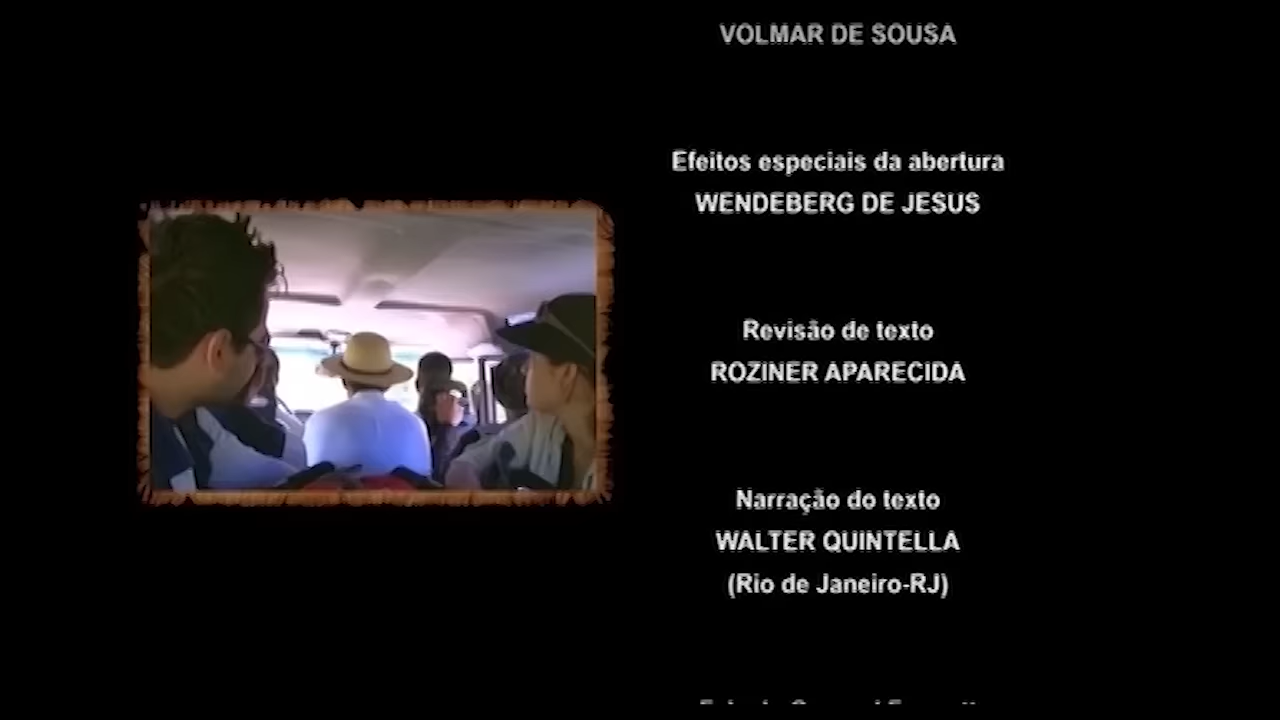 VOLMAR DE SOUSA
Efeitos especiais da abertura
WENDEBERG DE JESUS
Revisão de texto
ROZINER APARECIDA
Narração do texto
WALTER QUINTELLA
(Rio de Janeiro-RJ)